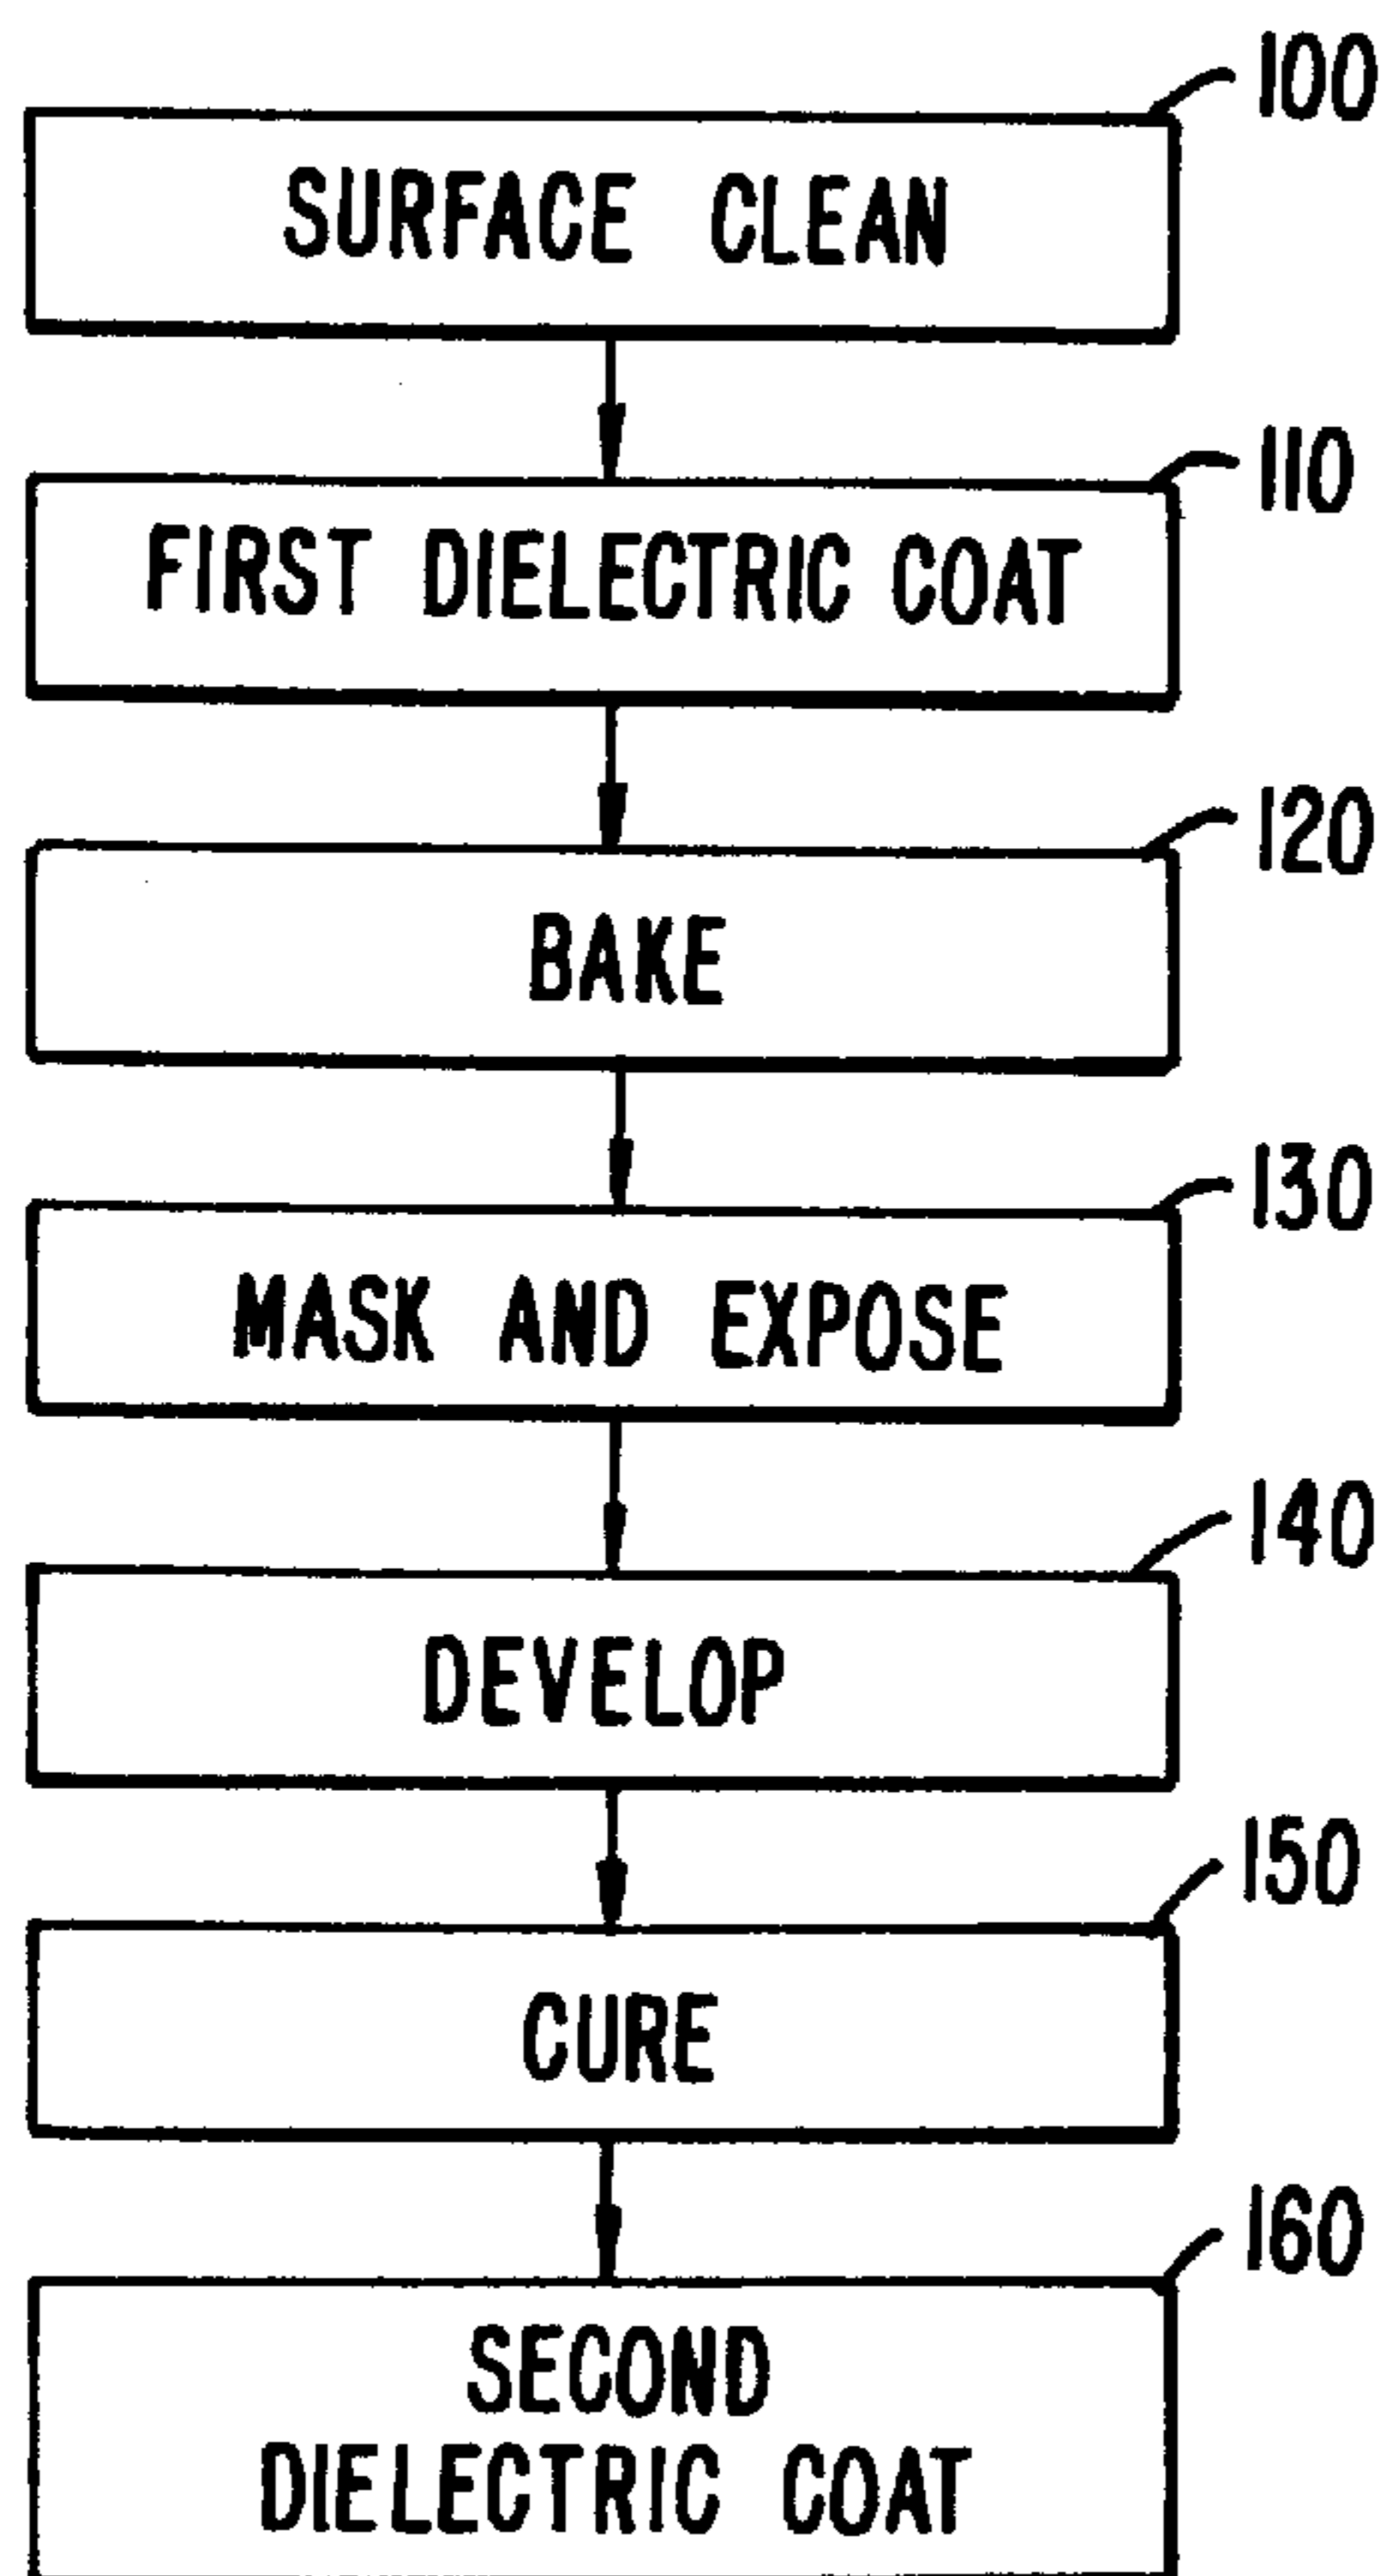 100
SURFACE CLEAN
110
FIRST DIELECTRIC COAT
120
BAKE
130
MASK AND EXPOSE
140
DEVELOP
150
CURE
160
SECOND
DIELECTRIC COAT